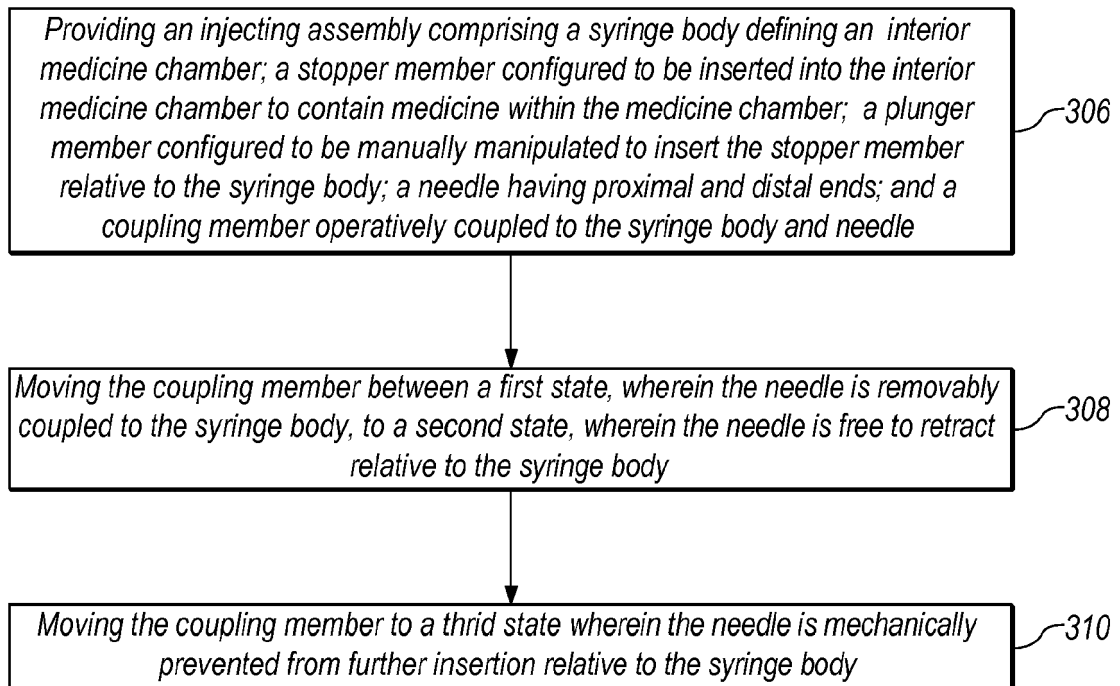 Providing an injecting assembly comprising a syringe body defining an interior
medicine chamber; a stopper member configured to be inserted into the interior
medicine chamber to contain medicine within the medicine chamber; a plunger
member configured to be manually manipulated to insert the stopper member
relative to the syringe body; a needle having proximal and distal ends; and a
coupling member operatively coupled to the syringe body and needle
306
Moving the coupling member between a first state, wherein the needle is removably
coupled to the syringe body, to a second state, wherein the needle is free to retract
relative to the syringe body
308
Moving the coupling member to a thrid state wherein the needle is mechanically
prevented from further insertion relative to the syringe body
310